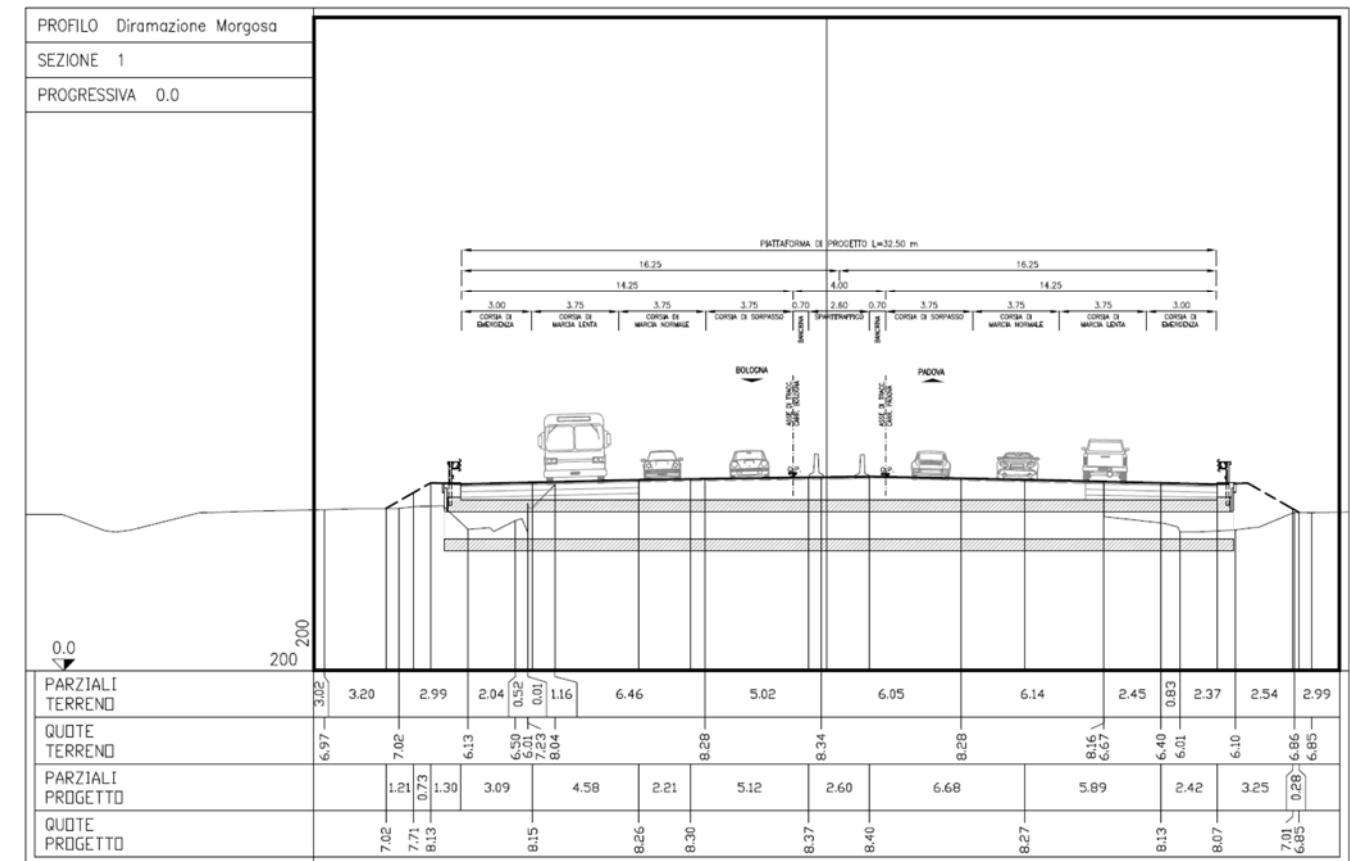 PROFILO Diramazione Morgosa
SEZIONE 1
PROGRESSIVA 0.0
PIATTAFORMA DI PROGETTO L=32.50 m
16.25 16.25
14.25 4.00 14.25
3.00 3.75 3.75 3.75 0.70 2.60 0.70 3.75 3.75 3.75 3.00
CORSIA DI EMERGENZA
CORSIA DI MARCIA LENTA
CORSIA DI MARCIA NORMALE
CORSIA DI SORPASSO
BANCHINA
SPARTITRAFFICO
BANCHINA
CORSIA DI SORPASSO
CORSIA DI MARCIA NORMALE
CORSIA DI MARCIA LENTA
CORSIA DI EMERGENZA
BOLOGNA PADOVA
ASSE DI TRACC.
CARR. BOLOGNA
ASSE DI TRACC.
CARR. PADOVA
0.0
200
200
PARZIALI TERRENO 3.02 3.20 2.99 2.04 0.52 0.01 1.16 6.46 5.02 6.05 6.14 2.45 0.83 2.37 2.54 2.99
QUOTE TERRENO 6.97 7.02 6.13 6.50 6.01 7.23 8.04 8.28 8.34 8.28 8.16 6.67 6.40 6.01 6.10 6.86 6.85
PARZIALI PROGETTO 1.21 0.73 1.30 3.09 4.58 2.21 5.12 2.60 6.68 5.89 2.42 3.25 0.28
QUOTE PROGETTO 7.02 7.71 8.13 8.15 8.26 8.30 8.37 8.40 8.27 8.13 8.07 7.01 6.85